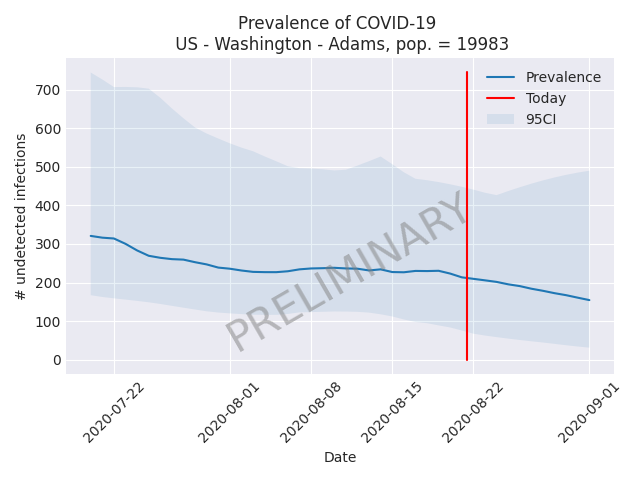 Prevalence of COVID-19
US - Washington - Adams, pop. = 19983
Prevalence
Today
95CI
# undetected infections
700
600
500
400
300
200
100
0
PRELIMINARY
2020-07-22
2020-08-01
2020-08-08
2020-08-15
2020-08-22
2020-09-01
Date